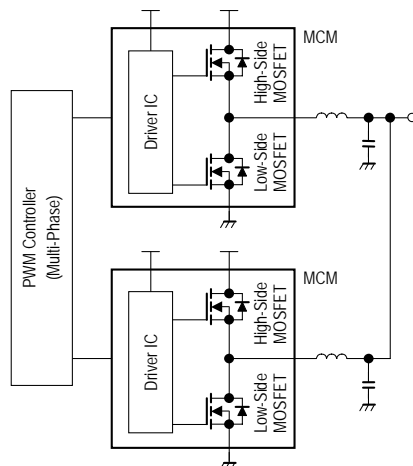 MCM
PWM Controller
(Multi-Phase)
Driver IC
High-Side
MOSFET
Low-Side
MOSFET
MCM
Driver IC
High-Side
MOSFET
Low-Side
MOSFET